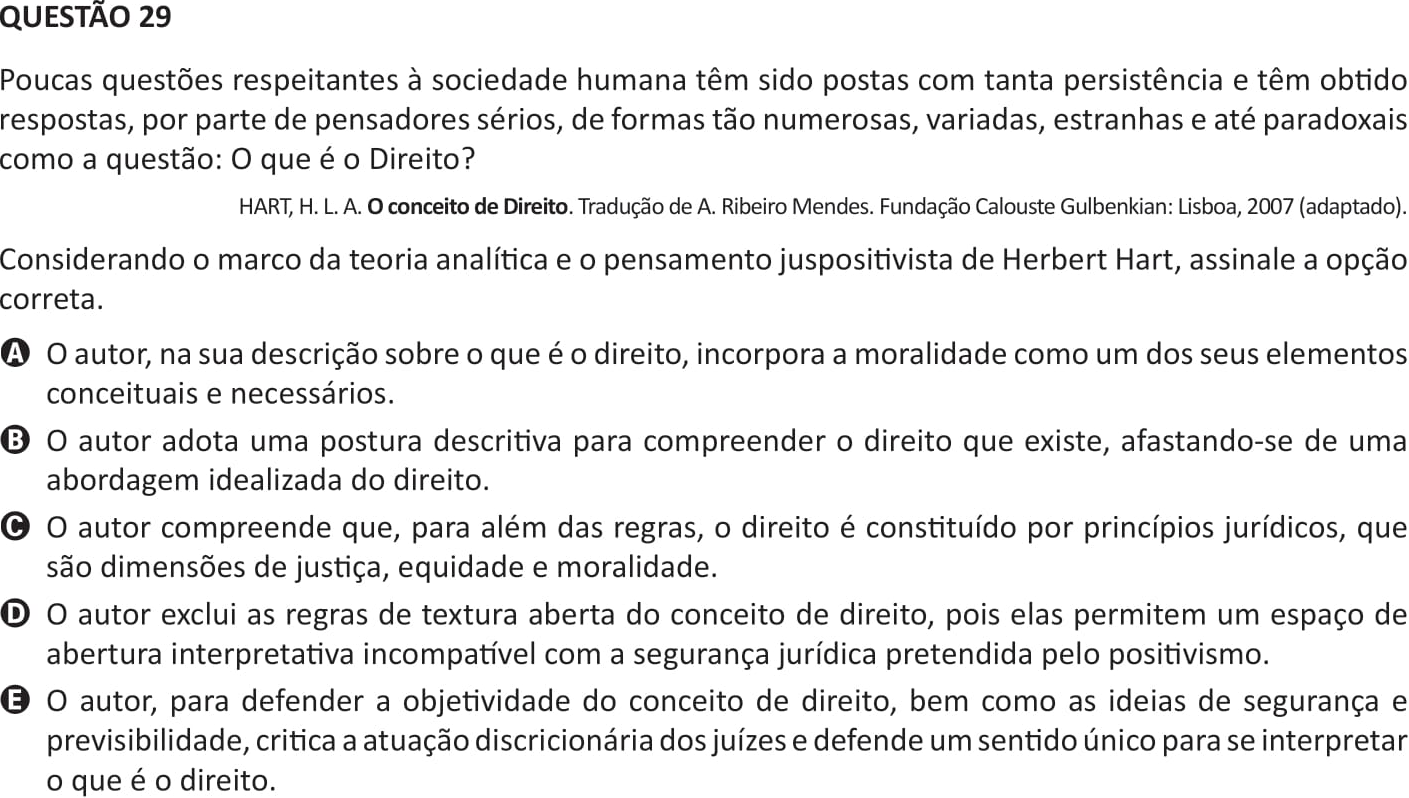 QUESTÃO 29
Poucas questões respeitantes à sociedade humana têm sido postas com tanta persistência e têm obtido
respostas, por parte de pensadores sérios, de formas tão numerosas, variadas, estranhas e até paradoxais
como a questão: O que é o Direito?
HART, H. L. A. O conceito de Direito. Tradução de A. Ribeiro Mendes. Fundação Calouste Gulbenkian: Lisboa, 2007 (adaptado).
Considerando o marco da teoria analítica e o pensamento juspositivista de Herbert Hart, assinale a opção
correta.
A O autor, na sua descrição sobre o que é o direito, incorpora a moralidade como um dos seus elementos
conceituais e necessários.
B O autor adota uma postura descritiva para compreender o direito que existe, afastando-se de uma
abordagem idealizada do direito.
C O autor compreende que, para além das regras, o direito é constituído por princípios jurídicos, que
são dimensões de justiça, equidade e moralidade.
D O autor exclui as regras de textura aberta do conceito de direito, pois elas permitem um espaço de
abertura interpretativa incompatível com a segurança jurídica pretendida pelo positivismo.
E O autor, para defender a objetividade do conceito de direito, bem como as ideias de segurança e
previsibilidade, critica a atuação discricionária dos juízes e defende um sentido único para se interpretar
o que é o direito.